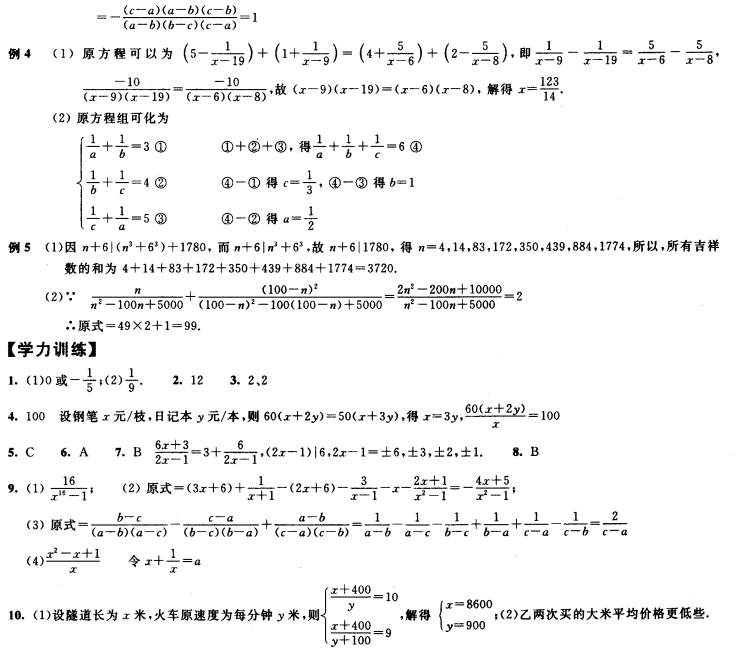 =-(c-a)(a-b)(c-b)/(a-b)(b-c)(c-a)=1
例4 (1) 原方程可以为 (5-1/(x-19))+(1+1/(x-9))=(4+5/(x-6))+(2-5/(x-8)),即 1/(x-9)-1/(x-19)=5/(x-6)-5/(x-8),
-10/((x-9)(x-19))=-10/((x-6)(x-8)),故 (x-9)(x-19)=(x-6)(x-8),解得 x=123/14.
(2) 原方程组可化为
{1/a+1/b=3 ① ①+②+③,得 1/a+1/b+1/c=6 ④
1/b+1/c=4 ② ④-① 得 c=1/3,④-③ 得 b=1
1/c+1/a=5 ③ ④-② 得 a=1/2
例5 (1)因 n+6|(n³+6³)+1780,而 n+6|n³+6³,故 n+6|1780,得 n=4,14,83,172,350,439,884,1774,所以,所有吉祥
数的和为 4+14+83+172+350+439+884+1774=3720.
(2)∵ n/(n²-100n+5000)+(100-n)²/((100-n)²-100(100-n)+5000)=(2n²-200n+10000)/(n²-100n+5000)=2
∴原式=49×2+1=99.
【学力训练】
1. (1)0 或-1/5;(2)1/9. 2. 12 3. 2,2
4. 100 设钢笔 x 元/枝,日记本 y 元/本,则 60(x+2y)=50(x+3y),得 x=3y,60(x+2y)/x=100
5. C 6. A 7. B (6x+3)/(2x-1)=3+6/(2x-1),(2x-1)|6,2x-1=±6,±3,±2,±1. 8. B
9. (1) 16/(x¹⁶-1); (2) 原式=(3x+6)+1/(x+1)-(2x+6)-3/(x-1)-x-(2x+1)/(x²-1)=-(4x+5)/(x²-1);
(3) 原式=(b-c)/((a-b)(a-c))-(c-a)/((b-c)(b-a))+(a-b)/((c-a)(c-b))=1/(a-b)-1/(a-c)-1/(b-c)+1/(b-a)+1/(c-a)-1/(c-b)=2/(c-a)
(4)(x²-x+1)/x 令 x+1/x=a
10. (1)设隧道长为 x 米,火车原速度为每分钟 y 米,则{(x+400)/y=10 (x+400)/(y+100)=9,解得{x=8600 y=900;(2)乙两次买的大米平均价格更低些.